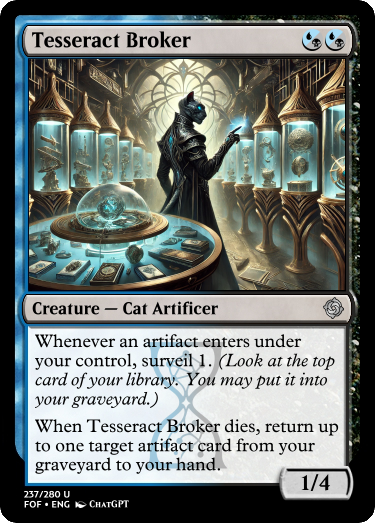 Tesseract Broker
Creature — Cat Artificer
Whenever an artifact enters under
your control, surveil 1. (Look at the top
card of your library. You may put it into
your graveyard.)
When Tesseract Broker dies, return up
to one target artifact card from your
graveyard to your hand.
1/4
237/280 U
FOF • ENG ChatGPT